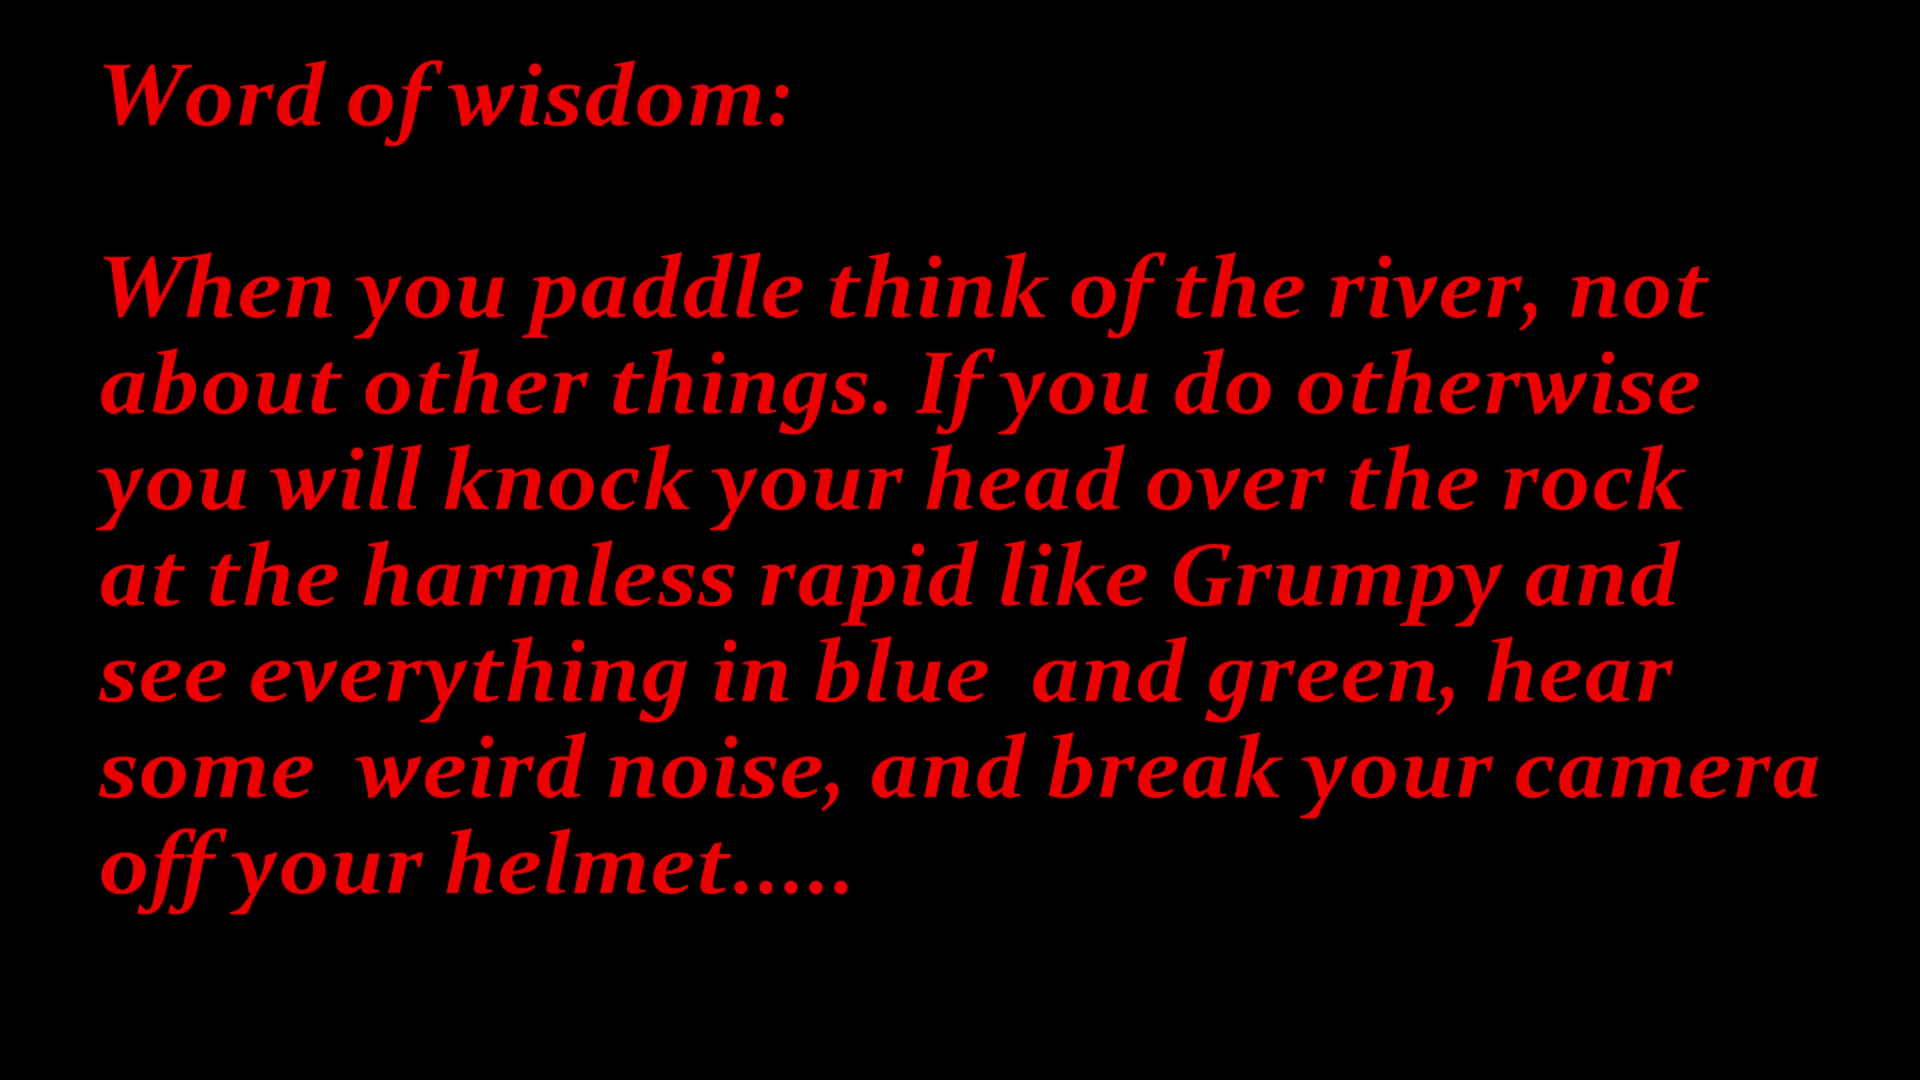 Word of wisdom:
When you paddle think of the river, not
about other things. If you do otherwise
you will knock your head over the rock
at the harmless rapid like Grumpy and
see everything in blue  and green, hear
some  weird noise, and break your camera
off your helmet.....